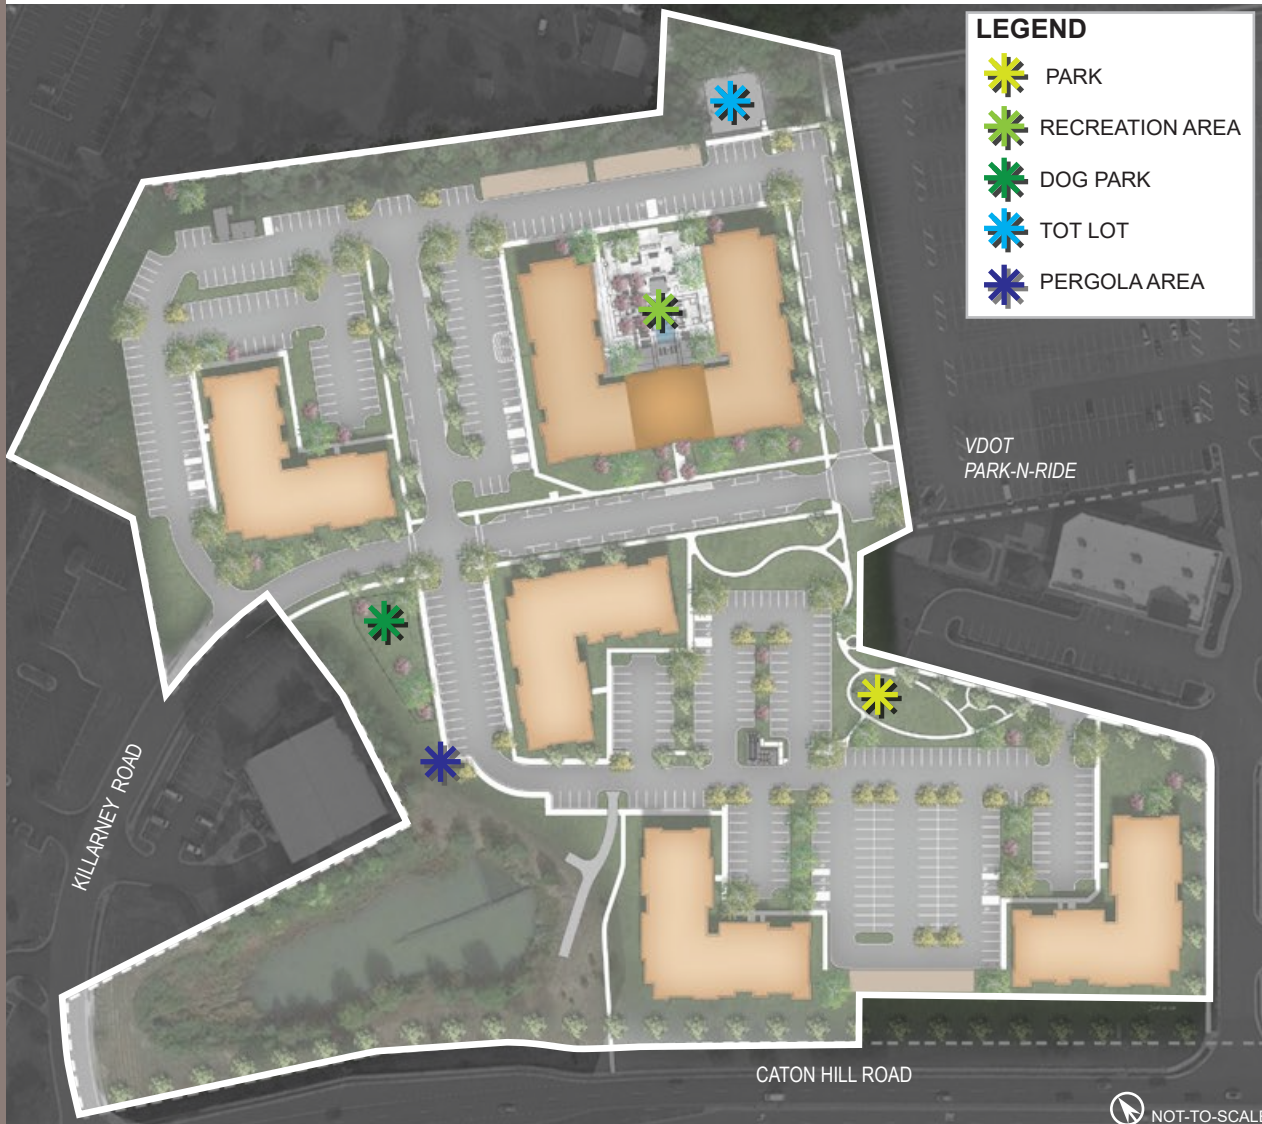 LEGEND
PARK
RECREATION AREA
DOG PARK
TOT LOT
PERGOLA AREA
VDOT
PARK-N-RIDE
KILLARNEY ROAD
CATON HILL ROAD
NOT-TO-SCALE